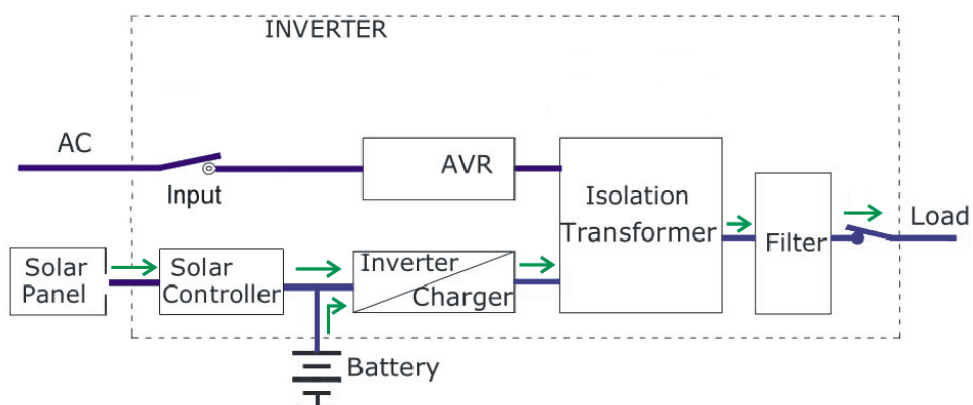 INVERTER
AC
Input
AVR
Isolation
Transformer
Filter
Load
Solar
Panel
Solar
Controller
Inverter
Charger
Battery